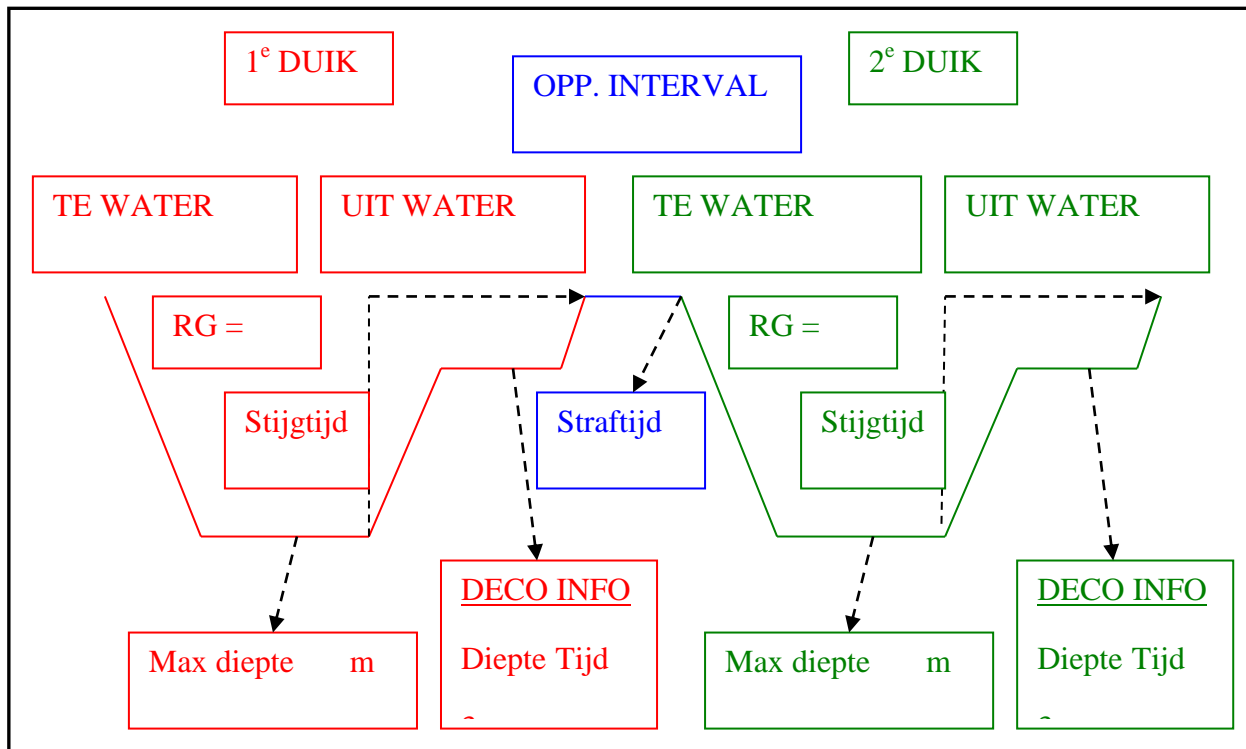 1e DUIK
OPP. INTERVAL
2e DUIK
TE WATER
UIT WATER
TE WATER
UIT WATER
RG =
RG =
Stijgtijd
Straftijd
Stijgtijd
DECO INFO
Diepte Tijd
DECO INFO
Diepte Tijd
Max diepte m
Max diepte m